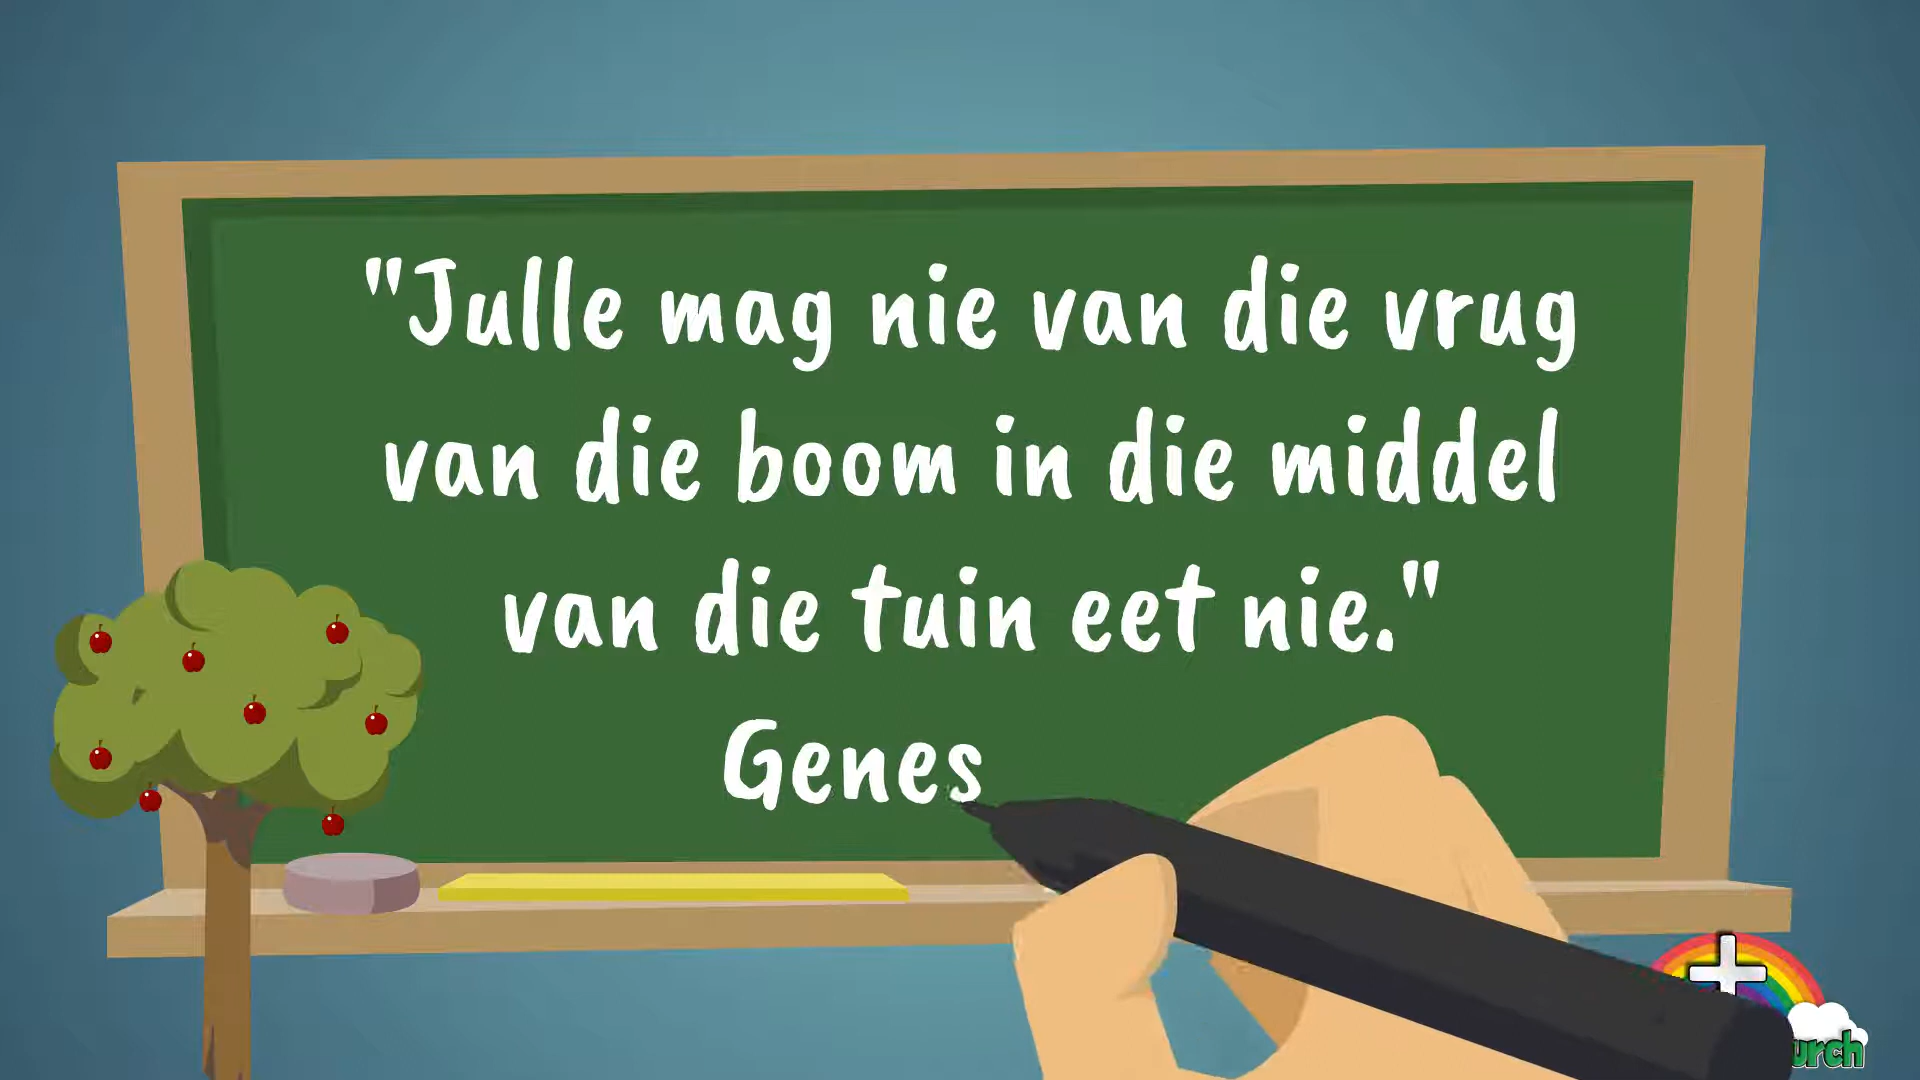 "Julle mag nie van die vrug
van die boom in die middel
van die tuin eet nie."
Genes